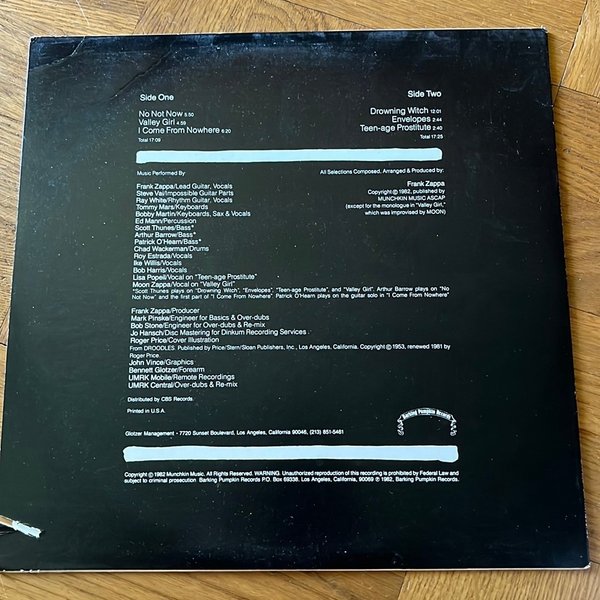 Side One
No Not Now 5:50
Valley Girl 4:59
I Come From Nowhere 6:20
Total 17:09
Side Two
Drowning Witch 12:01
Envelopes 2:44
Teen-age Prostitute 2:40
Total 17:25
Music Performed By
Frank Zappa/Lead Guitar, Vocals
Steve Vai/Impossible Guitar Parts
Ray White/Rhythm Guitar, Vocals
Tommy Mars/Keyboards
Bobby Martin/Keyboards, Sax & Vocals
Ed Mann/Percussion
Scott Thunes/Bass*
Arthur Barrow/Bass*
Patrick O'Hearn/Bass*
Chad Wackerman/Drums
Roy Estrada/Vocals
Ike Willis/Vocals
Bob Harris/Vocals
Lisa Popeil/Vocal on "Teen-age Prostitute"
Moon Zappa/Vocal on "Valley Girl"
*Scott Thunes plays on "Drowning Witch", "Envelopes", "Teen-age Prostitute", and "Valley Girl". Arthur Barrow plays on "No
Not Now" and the first part of "I Come From Nowhere". Patrick O'Hearn plays on the guitar solo in "I Come From Nowhere"
All Selections Composed, Arranged & Produced by:
Frank Zappa
Copyright © 1982, published by
MUNCHKIN MUSIC ASCAP
(except for the monologue in "Valley Girl,"
which was improvised by MOON)
Frank Zappa/Producer
Mark Pinske/Engineer for Basics & Over-dubs
Bob Stone/Engineer for Over-dubs & Re-mix
Jo Hansch/Disc Mastering for Dinkum Recording Services
Roger Price/Cover Illustration
From DROODLES. Published by Price/Stern/Sloan Publishers, Inc., Los Angeles, California. Copyright © 1953, renewed 1981 by
Roger Price.
John Vince/Graphics
Bennett Glotzer/Forearm
UMRK Mobile/Remote Recordings
UMRK Central/Over-dubs & Re-mix
Distributed by CBS Records.
Printed in U.S.A.
Glotzer Management - 7720 Sunset Boulevard, Los Angeles, California 90046, (213) 851-5481
Barking Pumpkin Records
Copyright © 1982 Munchkin Music. All Rights Reserved. WARNING. Unauthorized reproduction of this recording is prohibited by Federal Law and
subject to criminal prosecution. Barking Pumpkin Records P.O. Box 69338. Los Angeles, California, 90069 ℗ 1982, Barking Pumpkin Records.